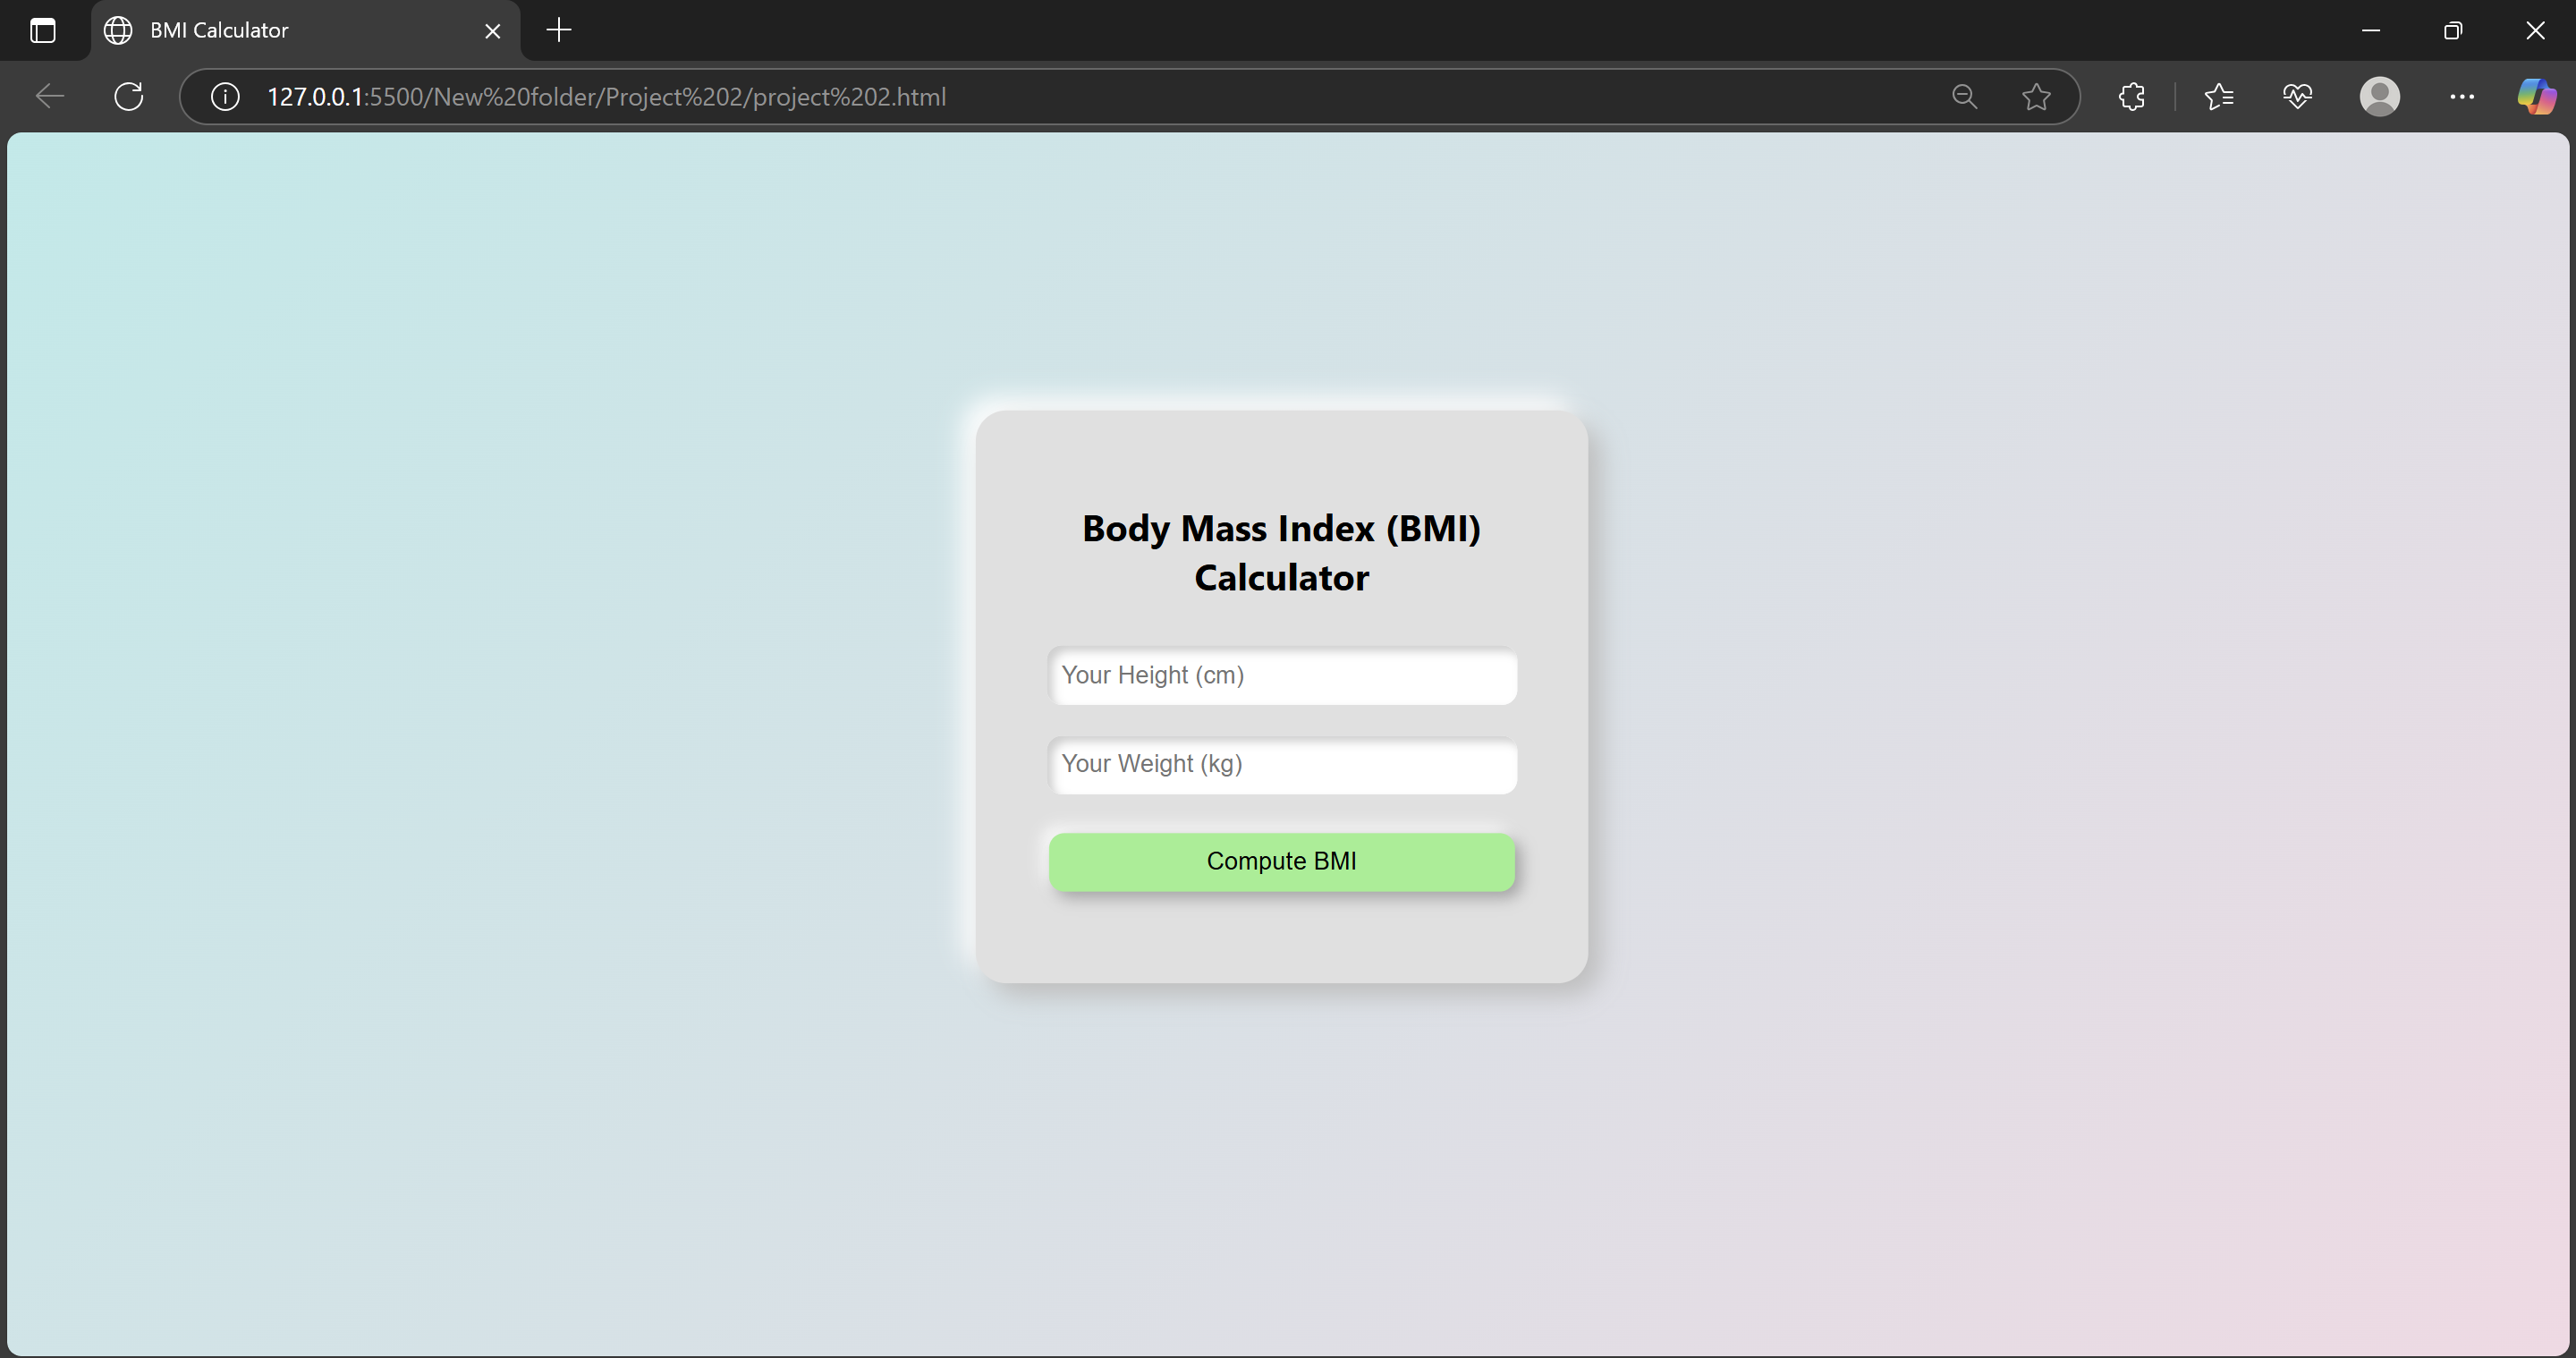 BMI Calculator
127.0.0.1:5500/New%20folder/Project%202/project%202.html
Body Mass Index (BMI)
Calculator
Your Height (cm)
Your Weight (kg)
Compute BMI